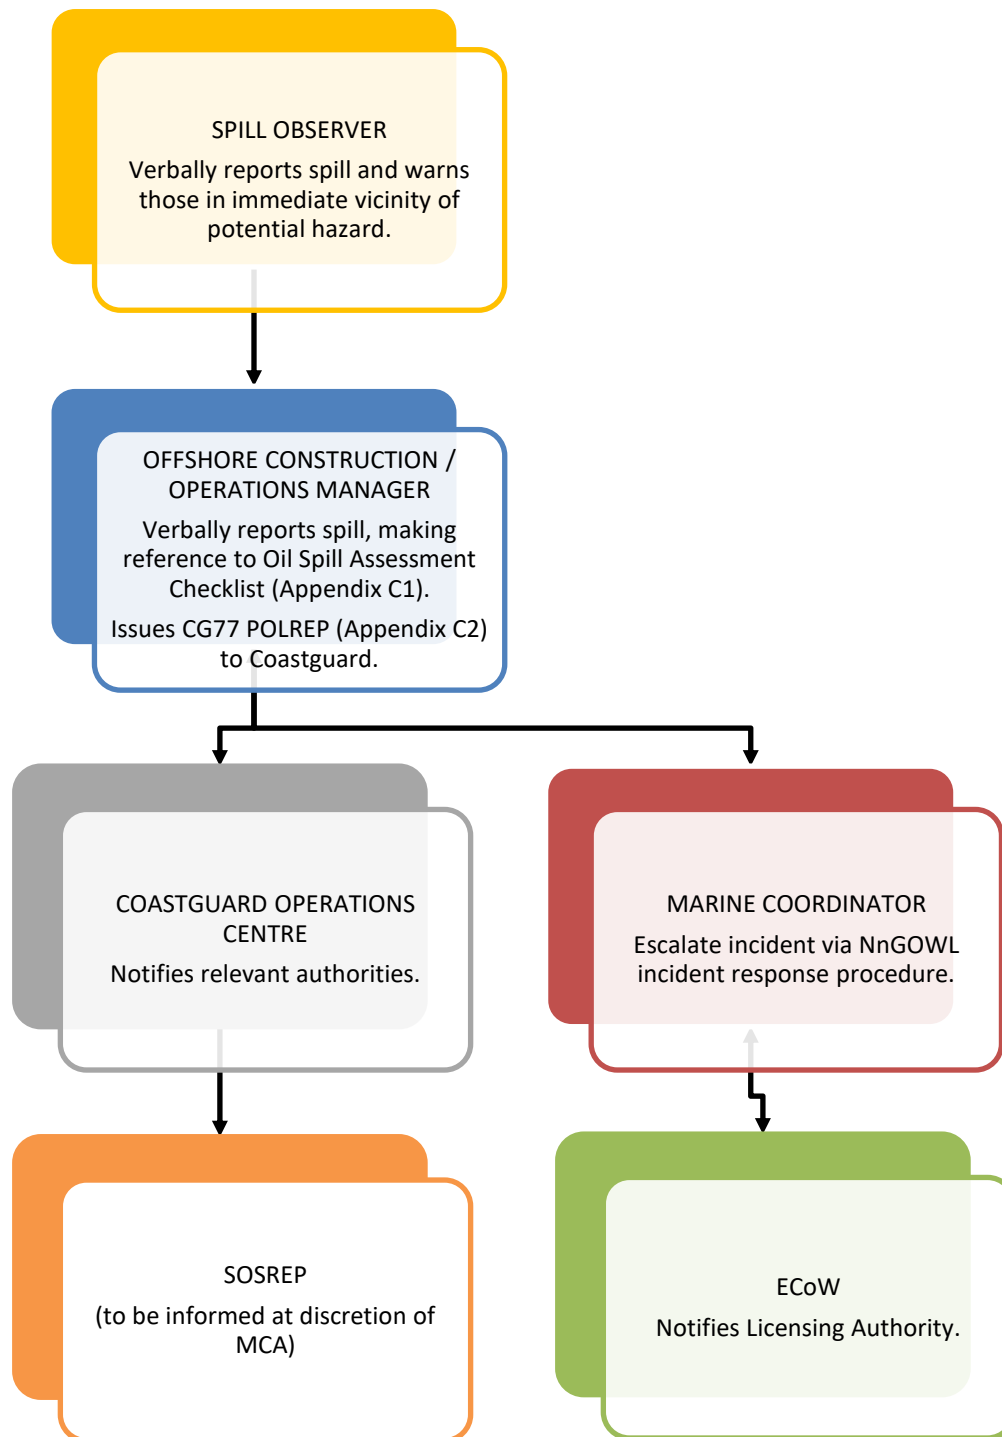 SPILL OBSERVER
Verbally reports spill and warns
those in immediate vicinity of
potential hazard.
OFFSHORE CONSTRUCTION /
OPERATIONS MANAGER
Verbally reports spill, making
reference to Oil Spill Assessment
Checklist (Appendix C1).
Issues CG77 POLREP (Appendix C2)
to Coastguard.
COASTGUARD OPERATIONS
CENTRE
Notifies relevant authorities.
MARINE COORDINATOR
Escalate incident via NnGOWL
incident response procedure.
SOSREP
(to be informed at discretion of
MCA)
ECoW
Notifies Licensing Authority.